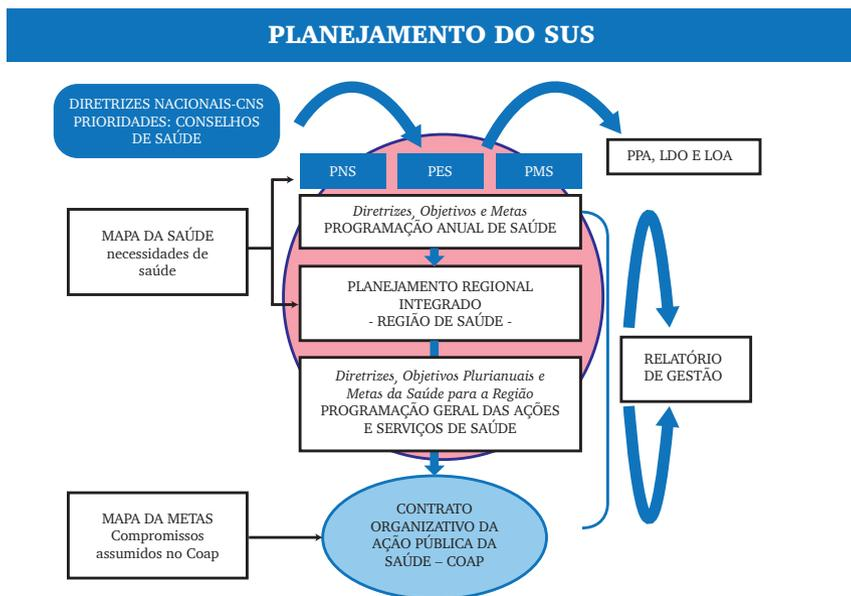 PLANEJAMENTO DO SUS
DIRETRIZES NACIONAIS-CNS
PRIORIDADES: CONSELHOS
DE SAÚDE
PPA, LDO E LOA
PNS
PES
PMS
Diretrizes, Objetivos e Metas
PROGRAMAÇÃO ANUAL DE SAÚDE
MAPA DA SAÚDE
necessidades de
saúde
PLANEJAMENTO REGIONAL
INTEGRADO
- REGIÃO DE SAÚDE -
RELATÓRIO
DE GESTÃO
Diretrizes, Objetivos Plurianuais e
Metas da Saúde para a Região
PROGRAMAÇÃO GERAL DAS AÇÕES
E SERVIÇOS DE SAÚDE
MAPA DA METAS
Compromissos
assumidos no Coap
CONTRATO
ORGANIZATIVO DA
AÇÃO PÚBLICA DA
SAÚDE – COAP